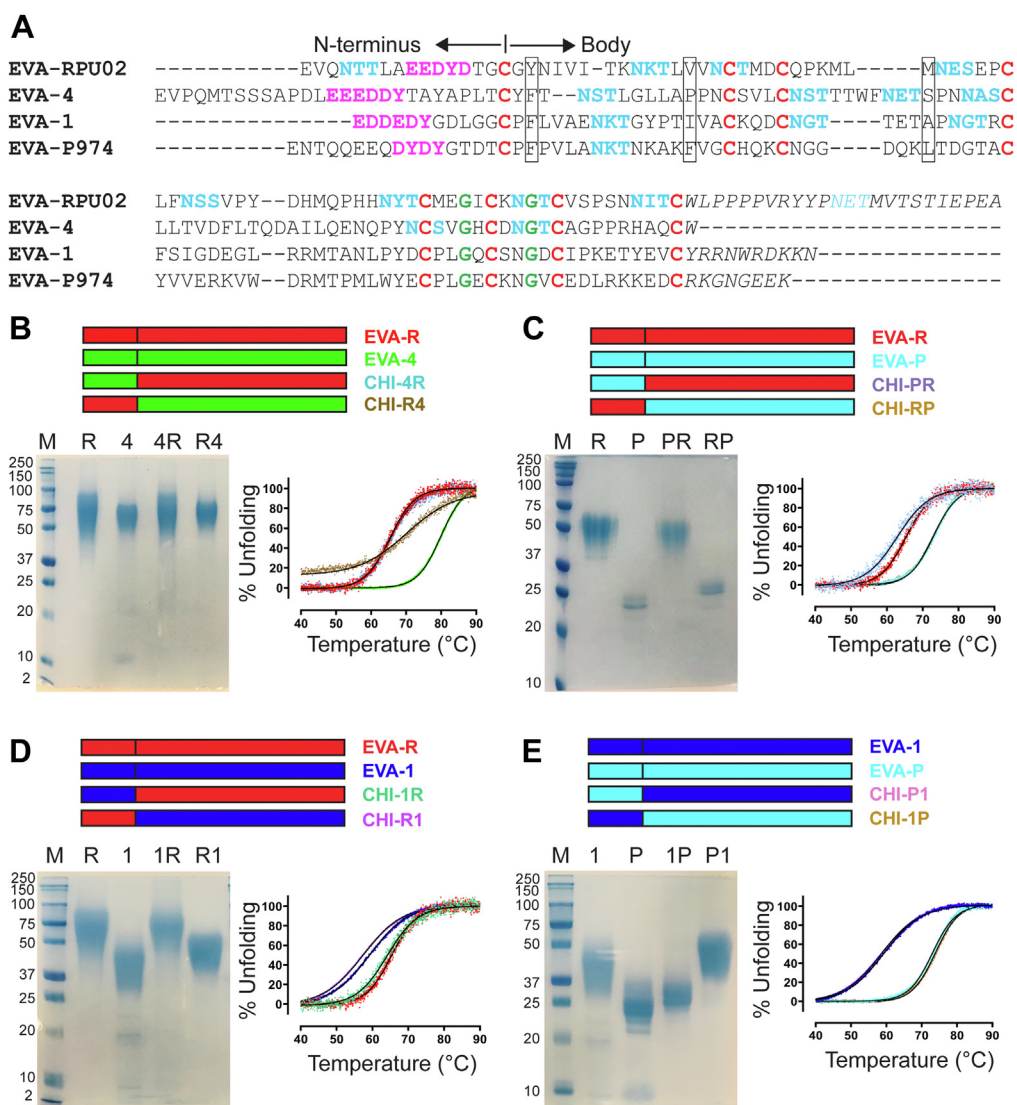 A
N-terminus Body
EVA-RPU02 --------------EVQNTTLAEEDYDTGCGYNIVI-TKNKTLVVNCTMDCQPKML-----MNESEPC
EVA-4 EVPQMTSSSAPDLEEEDDYTAYAPLTCYFT--NSTLGLLAPPNCSVLCNSTTTWFNETSPNNASC
EVA-1 EDDEDYGDLGGCPFLVAENKTGYPTIVACKQDCNGT----TETAPNGTRC
EVA-P974 ENTQQEEQDYDYGTDTCPFPVLANKNKAKFVGCHQKCNGG---DQKLTDGTAC
EVA-RPU02 LFNSSVPY--DHMQPHHNYTCMEGICKNGTCVSPSNNITCWLPPPPVRYYPNETMVTSTIEPEA
EVA-4 LLTVDFLTQDAILQENQPYNCSVGHCDNGTCAGPPRHAQCW
EVA-1 FSIGDEGL--RRMTANLPYDCPLGQCSNGDCIPKETYEVCYRRNWRDKKN
EVA-P974 YVVERKVW--DRMTPMLWYECPLGECKNGVCEDLRKKEDCRKGNGEEK
B
EVA-R
EVA-4
CHI-4R
CHI-R4
M R 4 4R R4
250
150
100
75
50
37
25
20
10
2
% Unfolding
100
80
60
40
20
0
40 50 60 70 80 90
Temperature (°C)
C
EVA-R
EVA-P
CHI-PR
CHI-RP
M R P PR RP
250
150
100
75
50
37
25
20
10
% Unfolding
100
80
60
40
20
0
40 50 60 70 80 90
Temperature (°C)
D
EVA-R
EVA-1
CHI-1R
CHI-R1
M R 1 1R R1
250
150
100
75
50
37
25
20
10
2
% Unfolding
100
80
60
40
20
0
40 50 60 70 80 90
Temperature (°C)
E
EVA-1
EVA-P
CHI-P1
CHI-1P
M 1 P 1P P1
250
150
100
75
50
37
25
20
10
% Unfolding
100
80
60
40
20
0
40 50 60 70 80 90
Temperature (°C)